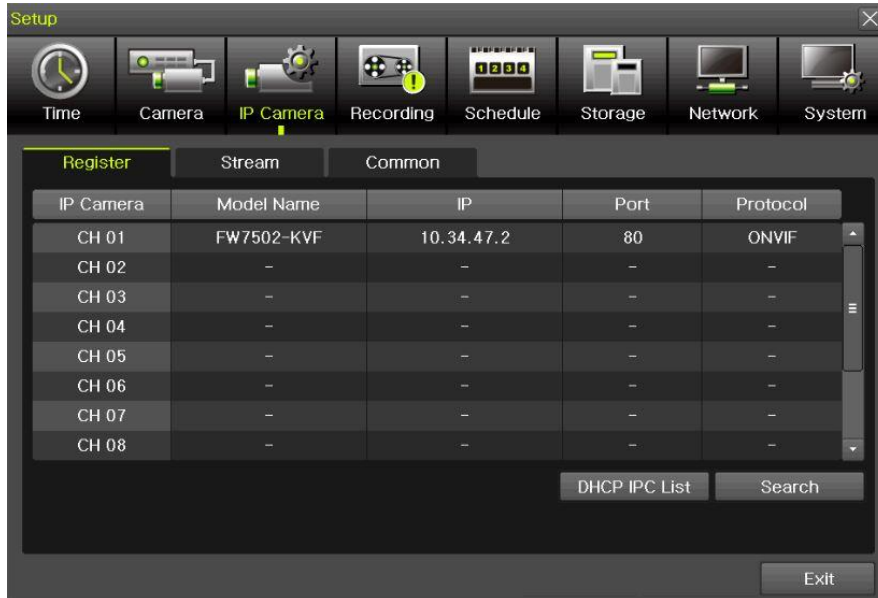 Setup
Time Camera IP Camera Recording Schedule Storage Network System
Register Stream Common
IP Camera Model Name IP Port Protocol
CH 01 FW7502-KVF 10.34.47.2 80 ONVIF
CH 02 - - - -
CH 03 - - - -
CH 04 - - - -
CH 05 - - - -
CH 06 - - - -
CH 07 - - - -
CH 08 - - - -
DHCP IPC List Search
Exit